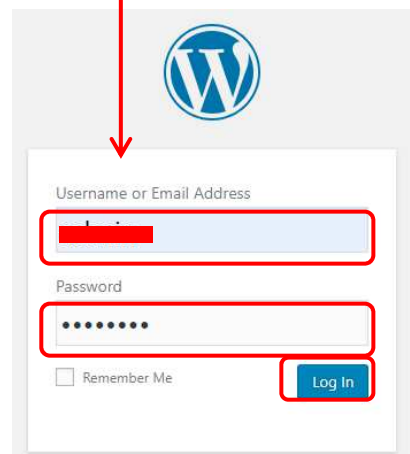 Username or Email Address
Password
••••••••
Remember Me
Log In